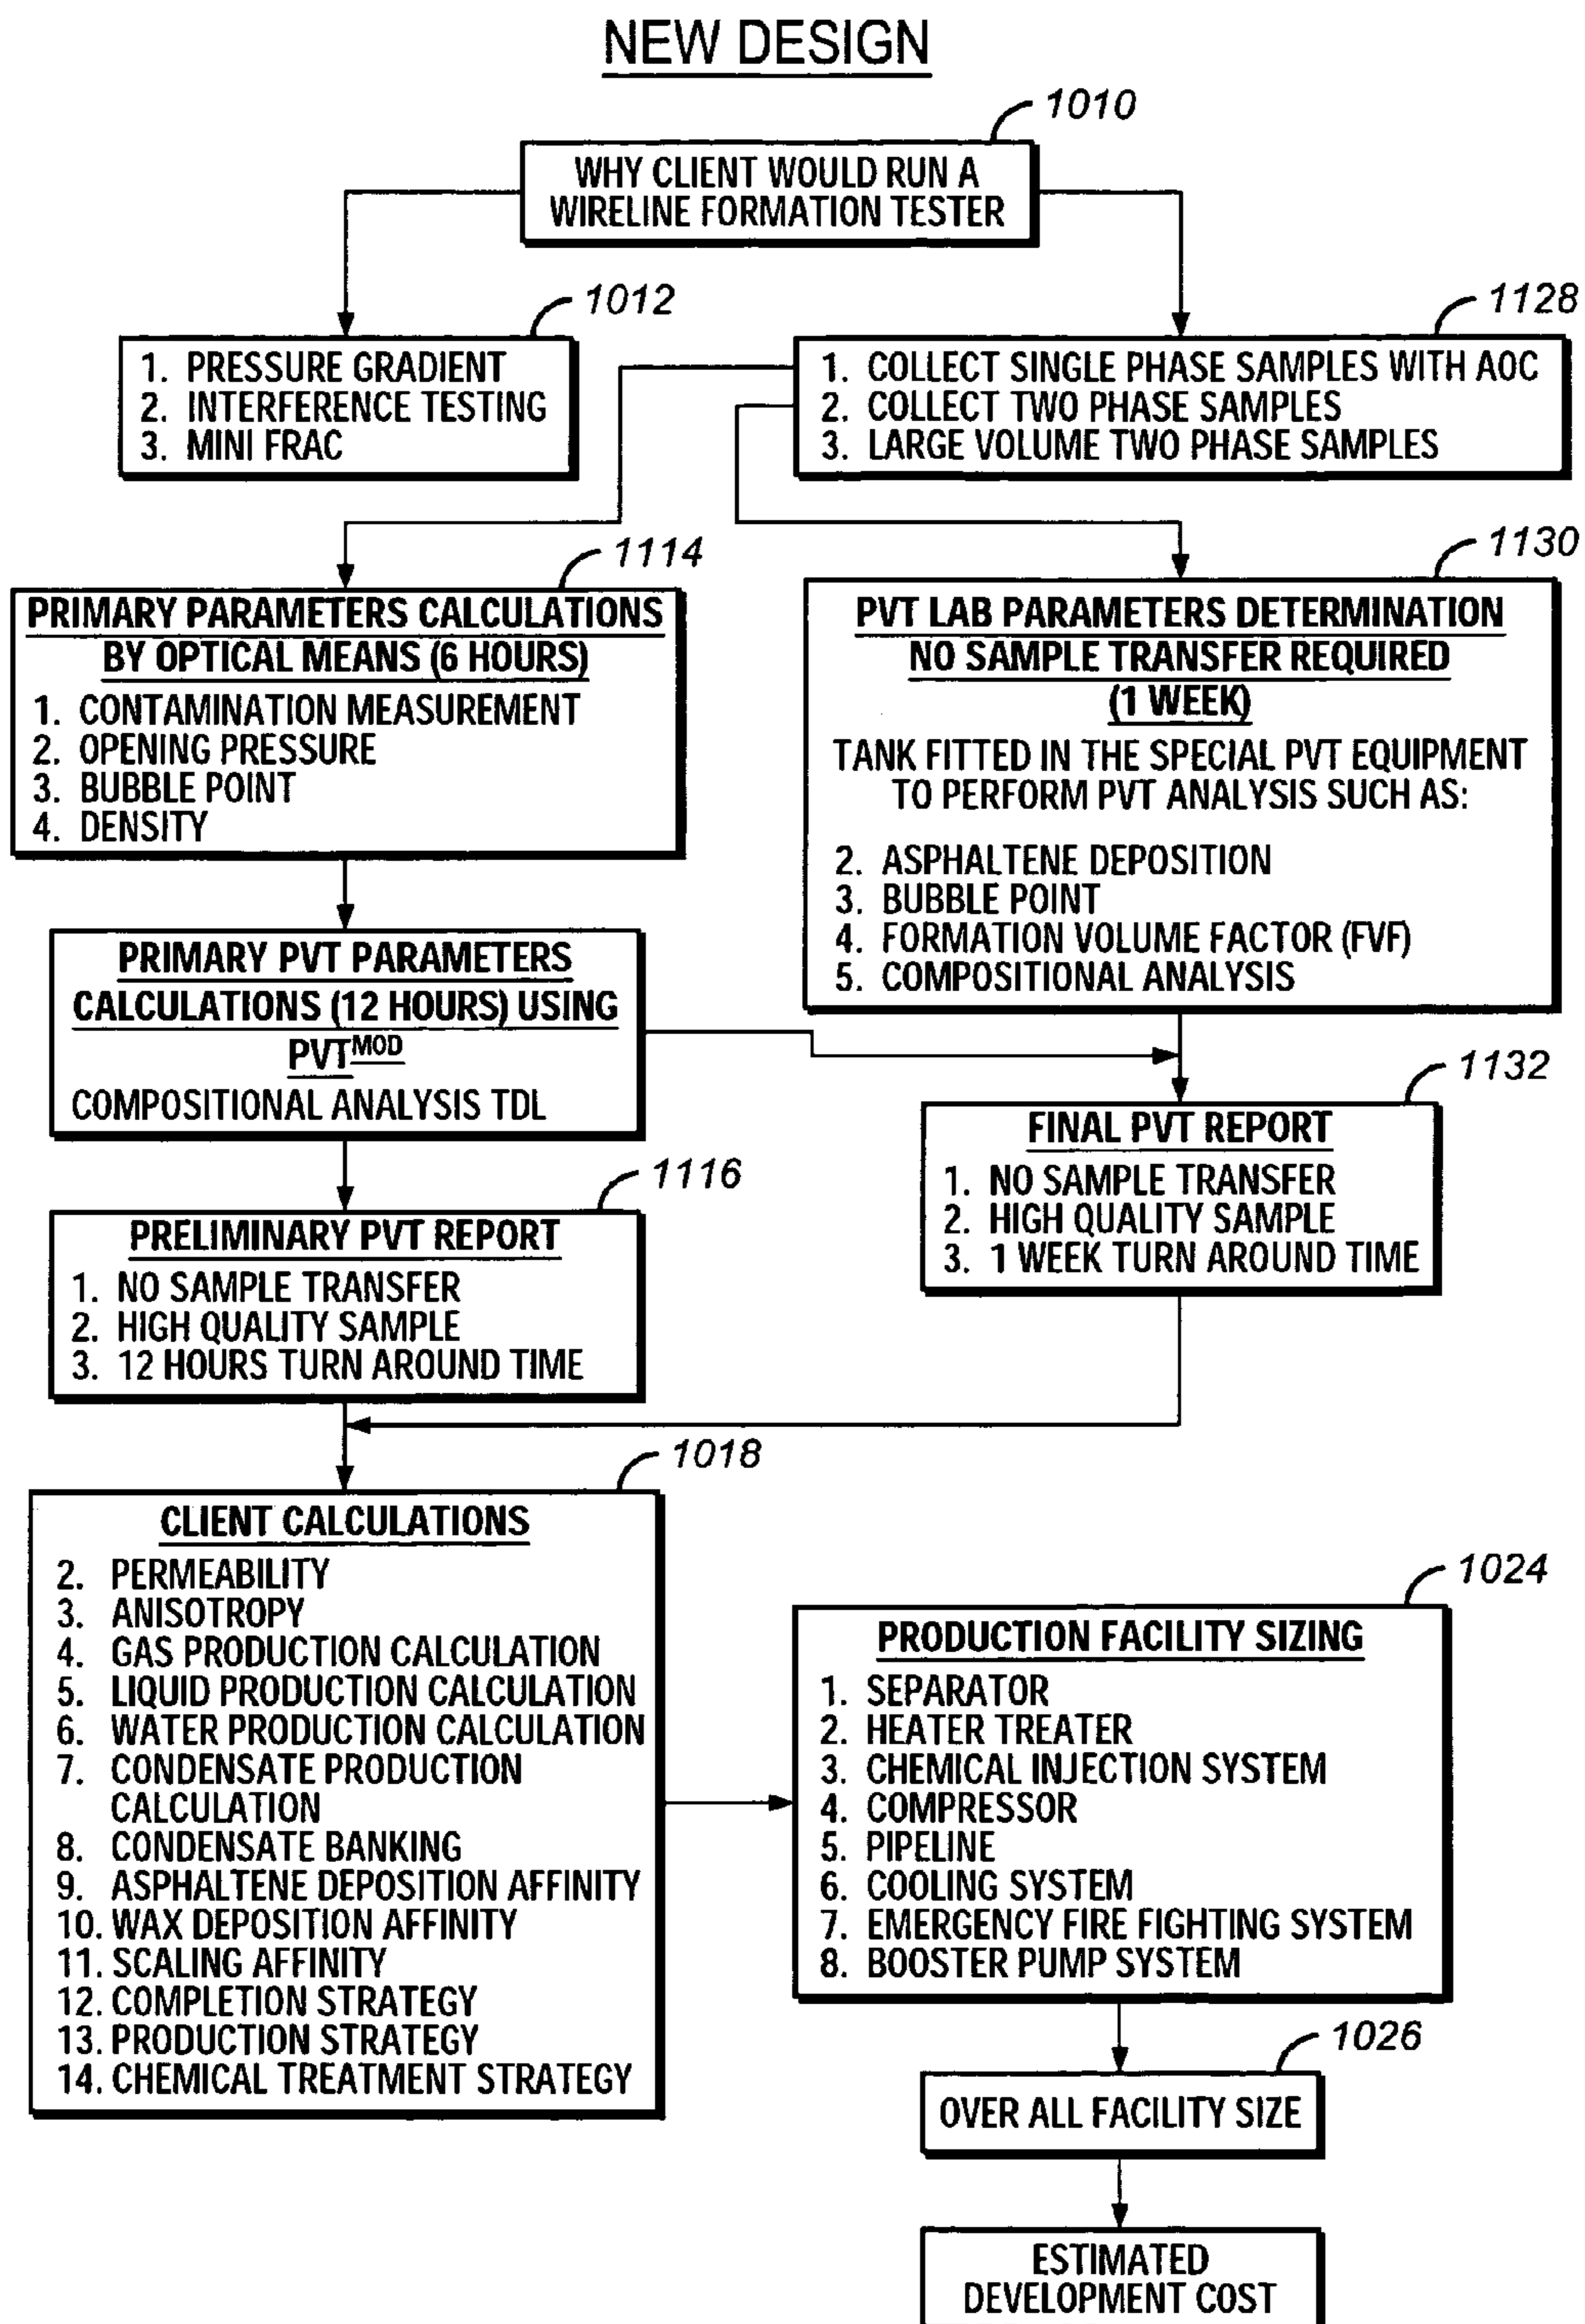 NEW DESIGN
1010
WHY CLIENT WOULD RUN A
WIRELINE FORMATION TESTER
1012
1. PRESSURE GRADIENT
2. INTERFERENCE TESTING
3. MINI FRAC
1128
1. COLLECT SINGLE PHASE SAMPLES WITH AOC
2. COLLECT TWO PHASE SAMPLES
3. LARGE VOLUME TWO PHASE SAMPLES
1114
PRIMARY PARAMETERS CALCULATIONS
BY OPTICAL MEANS (6 HOURS)
1. CONTAMINATION MEASUREMENT
2. OPENING PRESSURE
3. BUBBLE POINT
4. DENSITY
1130
PVT LAB PARAMETERS DETERMINATION
NO SAMPLE TRANSFER REQUIRED
(1 WEEK)
TANK FITTED IN THE SPECIAL PVT EQUIPMENT
TO PERFORM PVT ANALYSIS SUCH AS:
2. ASPHALTENE DEPOSITION
3. BUBBLE POINT
4. FORMATION VOLUME FACTOR (FVF)
5. COMPOSITIONAL ANALYSIS
PRIMARY PVT PARAMETERS
CALCULATIONS (12 HOURS) USING
PVTMOD
COMPOSITIONAL ANALYSIS TDL
1132
FINAL PVT REPORT
1. NO SAMPLE TRANSFER
2. HIGH QUALITY SAMPLE
3. 1 WEEK TURN AROUND TIME
1116
PRELIMINARY PVT REPORT
1. NO SAMPLE TRANSFER
2. HIGH QUALITY SAMPLE
3. 12 HOURS TURN AROUND TIME
1018
CLIENT CALCULATIONS
2. PERMEABILITY
3. ANISOTROPY
4. GAS PRODUCTION CALCULATION
5. LIQUID PRODUCTION CALCULATION
6. WATER PRODUCTION CALCULATION
7. CONDENSATE PRODUCTION
CALCULATION
8. CONDENSATE BANKING
9. ASPHALTENE DEPOSITION AFFINITY
10. WAX DEPOSITION AFFINITY
11. SCALING AFFINITY
12. COMPLETION STRATEGY
13. PRODUCTION STRATEGY
14. CHEMICAL TREATMENT STRATEGY
1024
PRODUCTION FACILITY SIZING
1. SEPARATOR
2. HEATER TREATER
3. CHEMICAL INJECTION SYSTEM
4. COMPRESSOR
5. PIPELINE
6. COOLING SYSTEM
7. EMERGENCY FIRE FIGHTING SYSTEM
8. BOOSTER PUMP SYSTEM
1026
OVER ALL FACILITY SIZE
ESTIMATED
DEVELOPMENT COST